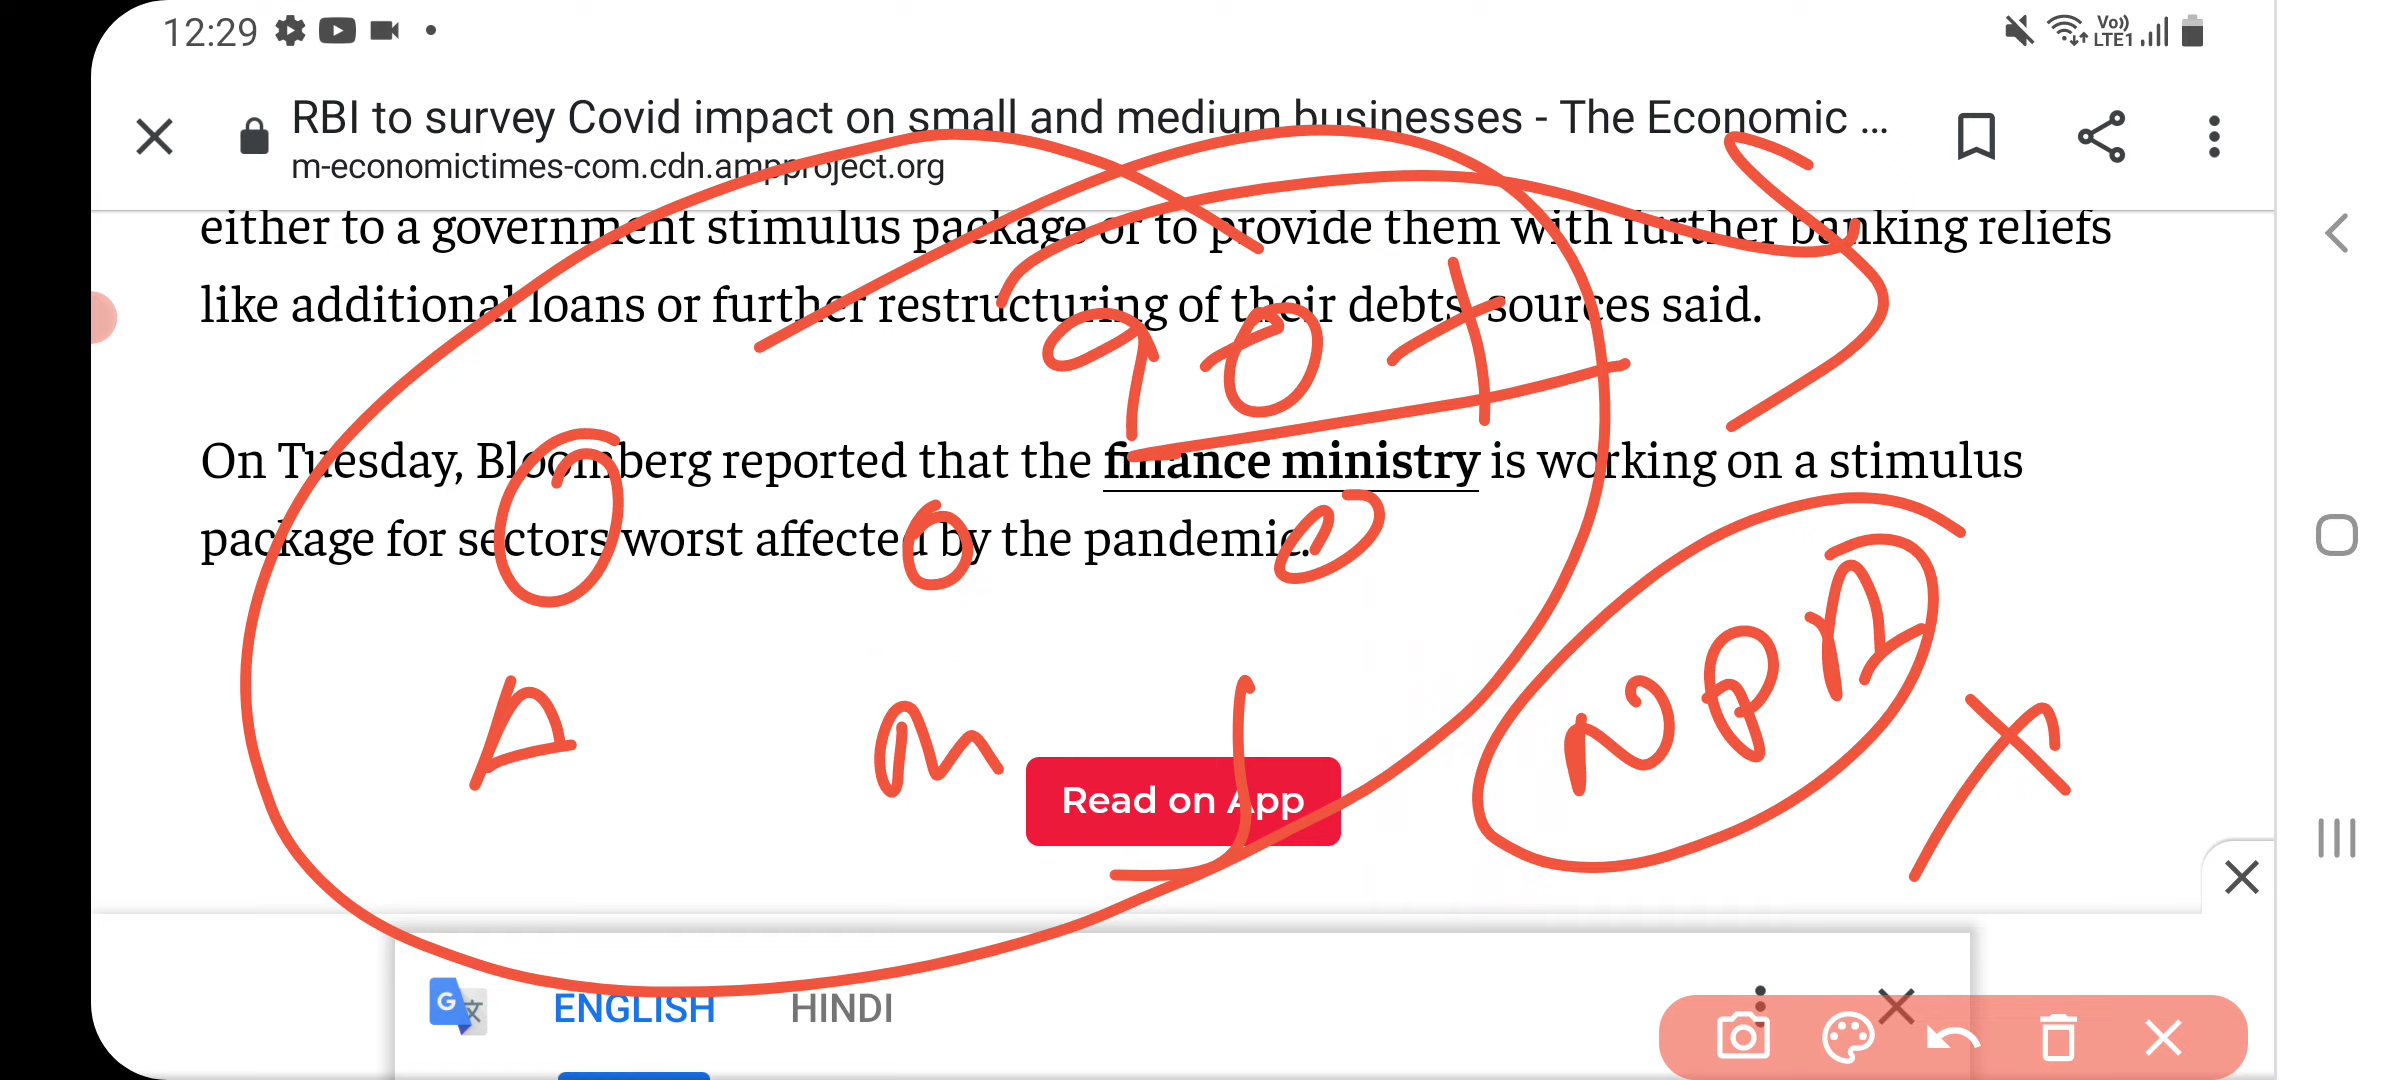 12:29
Vo)) LTE1
RBI to survey Covid impact on small and medium businesses - The Economic ...
m-economictimes-com.cdn.ampproject.org
either to a government stimulus package or to provide them with further banking reliefs
like additional loans or further restructuring of their debts, sources said.
90+
On Tuesday, Bloomberg reported that the finance ministry is working on a stimulus
package for sectors worst affected by the pandemic.
NPA
A m J
Read on App
ENGLISH HINDI